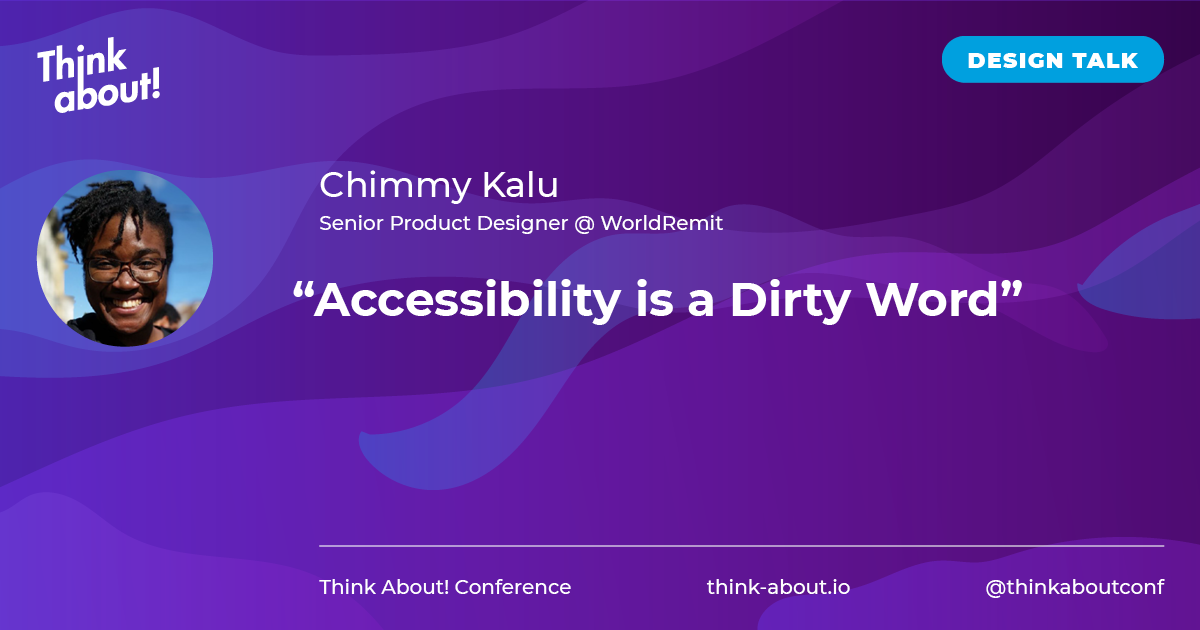 Think
about!
DESIGN TALK
Chimmy Kalu
Senior Product Designer @ WorldRemit
“Accessibility is a Dirty Word”
Think About! Conference
think-about.io
@thinkaboutconf